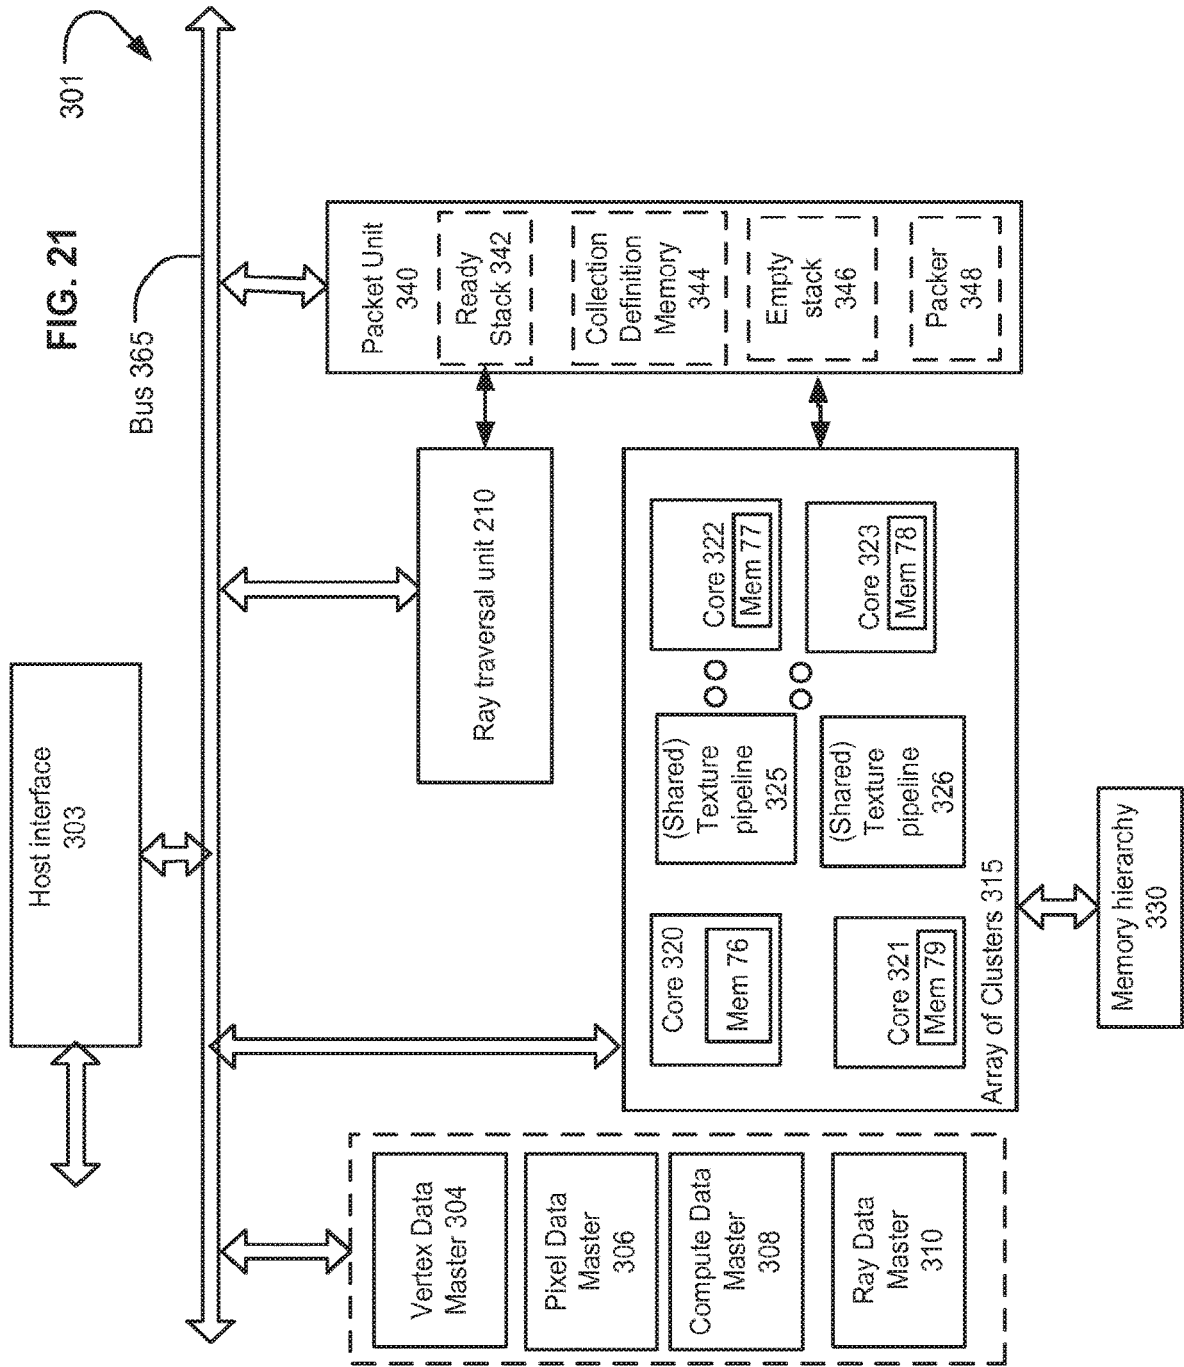 FIG. 21
301
Host interface
303
Bus 365
Vertex Data
Master 304
Pixel Data
Master
306
Compute Data
Master
308
Ray Data
Master
310
Ray traversal unit 210
Packet Unit
340
Ready
Stack 342
Collection
Definition
Memory
344
Empty
stack
346
Packer
348
Core 320
Mem 76
(Shared)
Texture
pipeline
325
Core 322
Mem 77
Core 321
Mem 79
(Shared)
Texture
pipeline
326
Core 323
Mem 78
Array of Clusters 315
Memory hierarchy
330